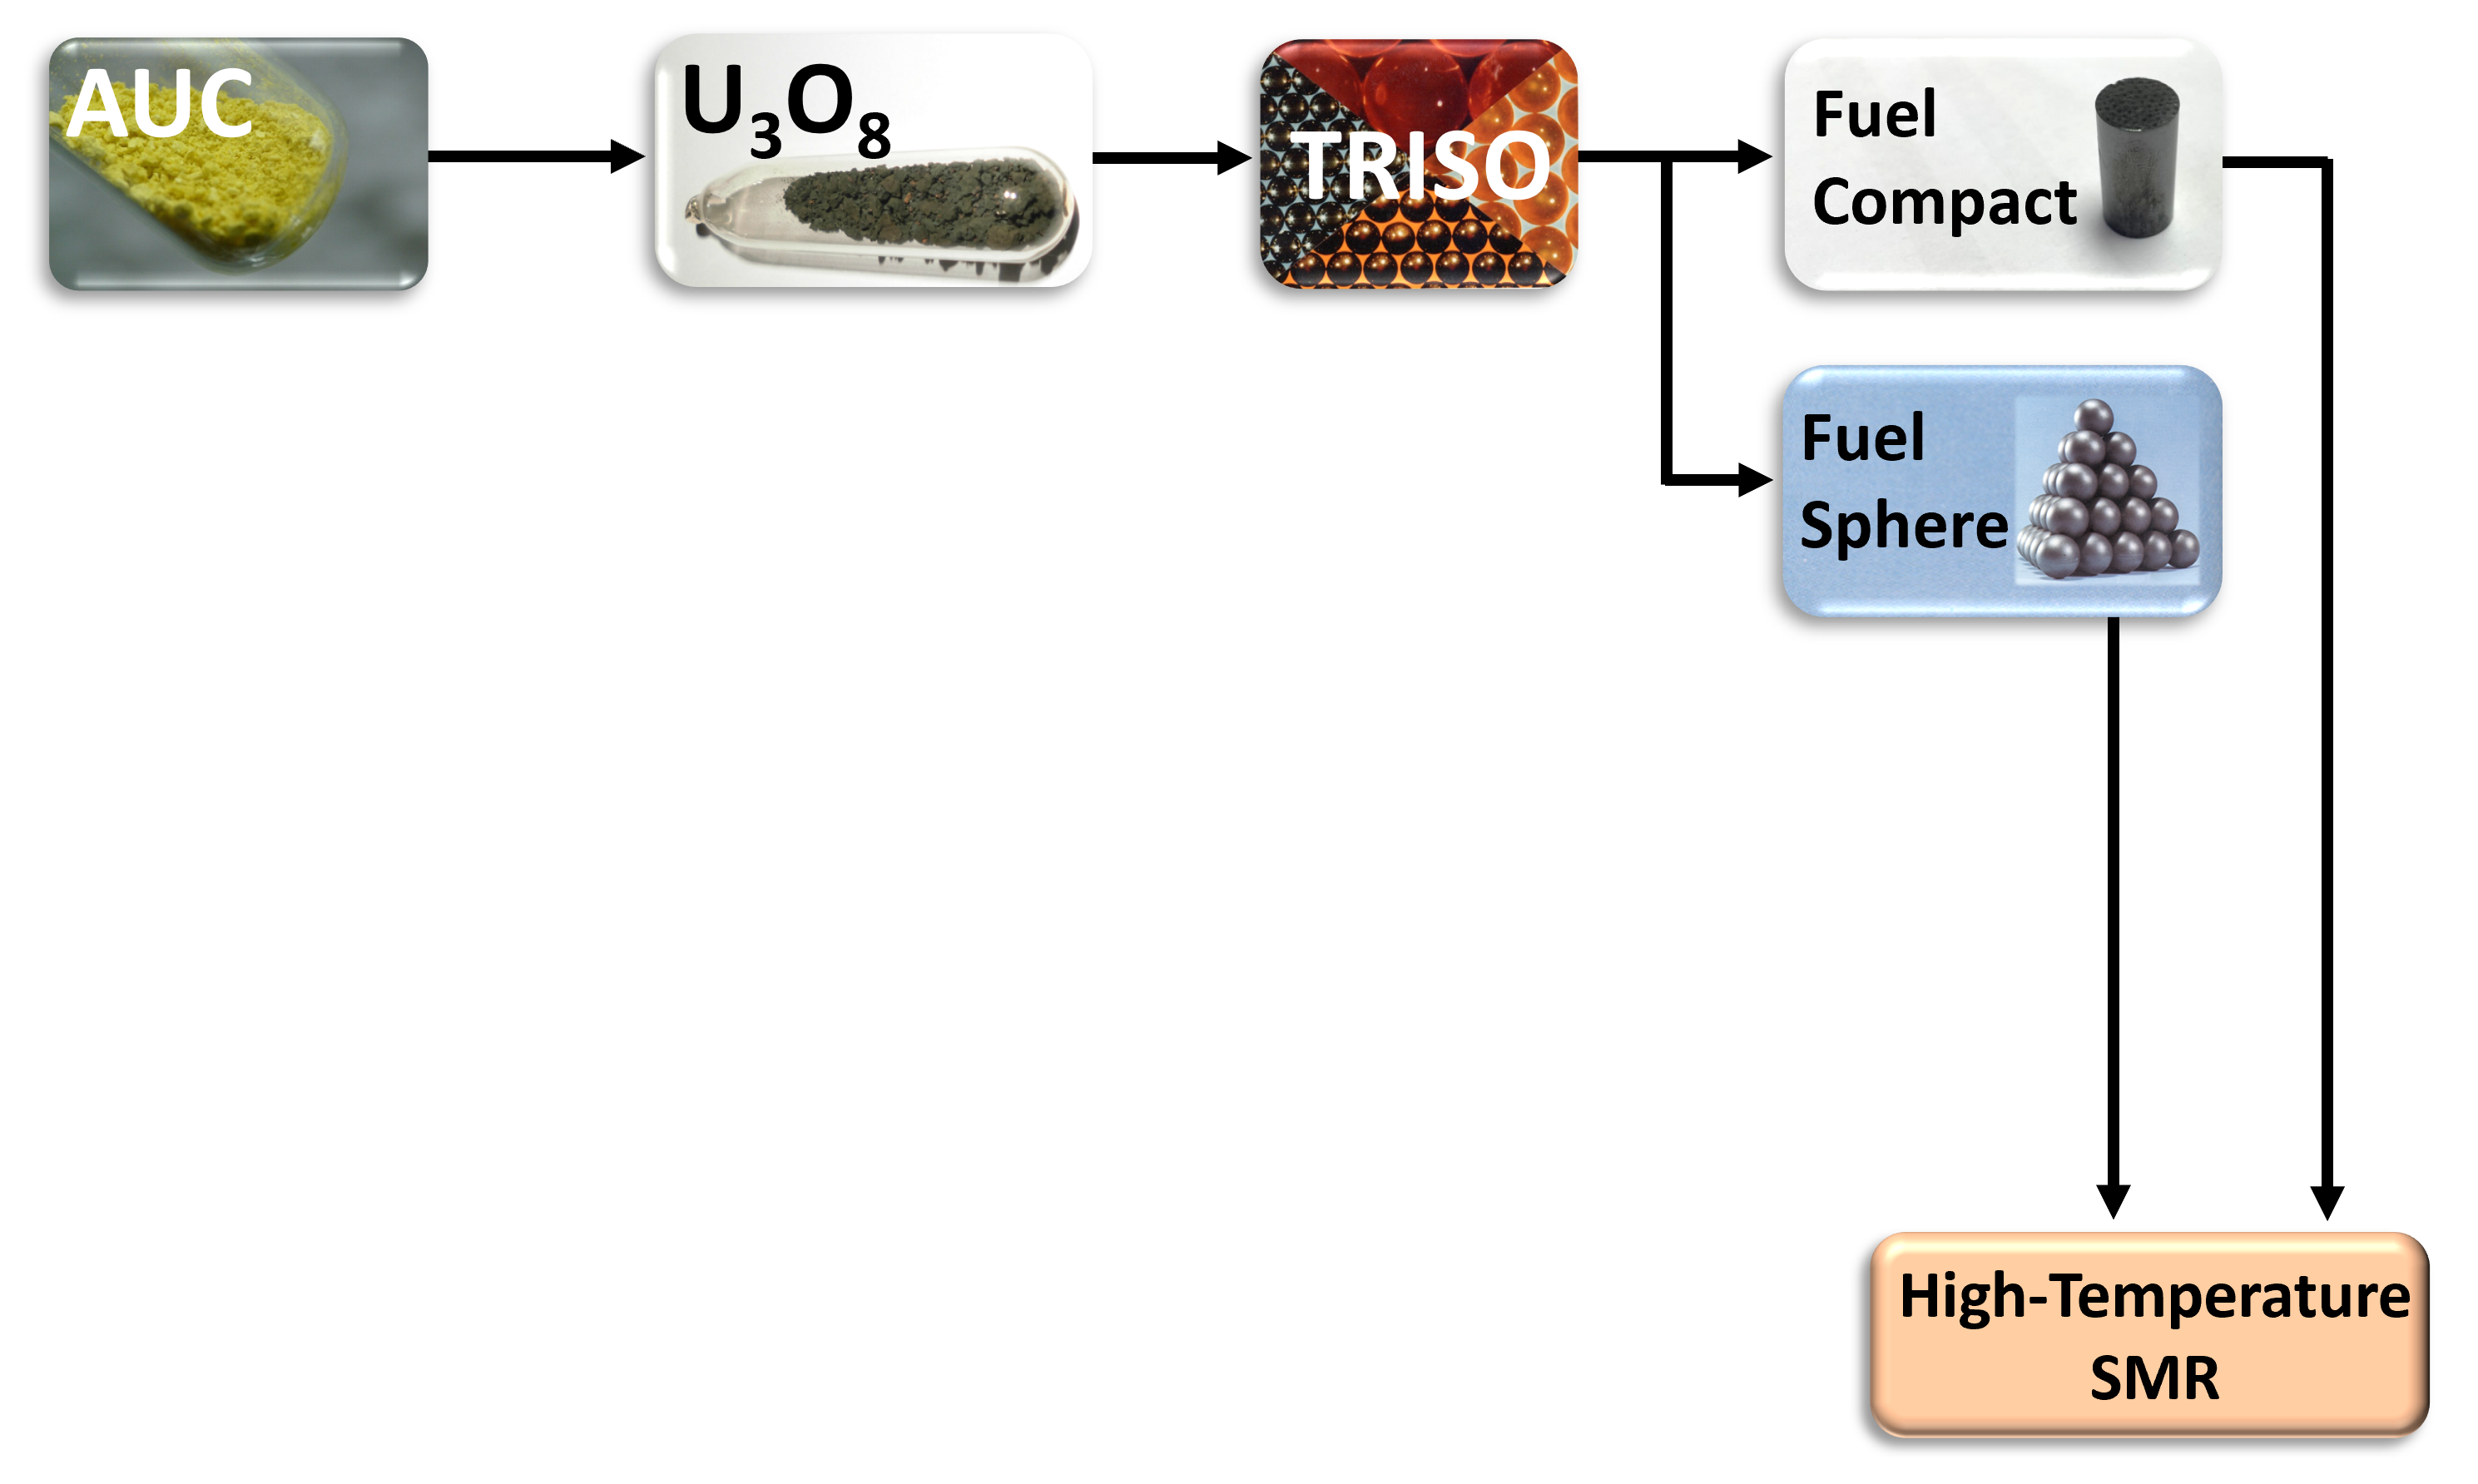 AUC
U₃O₈
TRISO
Fuel
Compact
Fuel
Sphere
High-Temperature
SMR